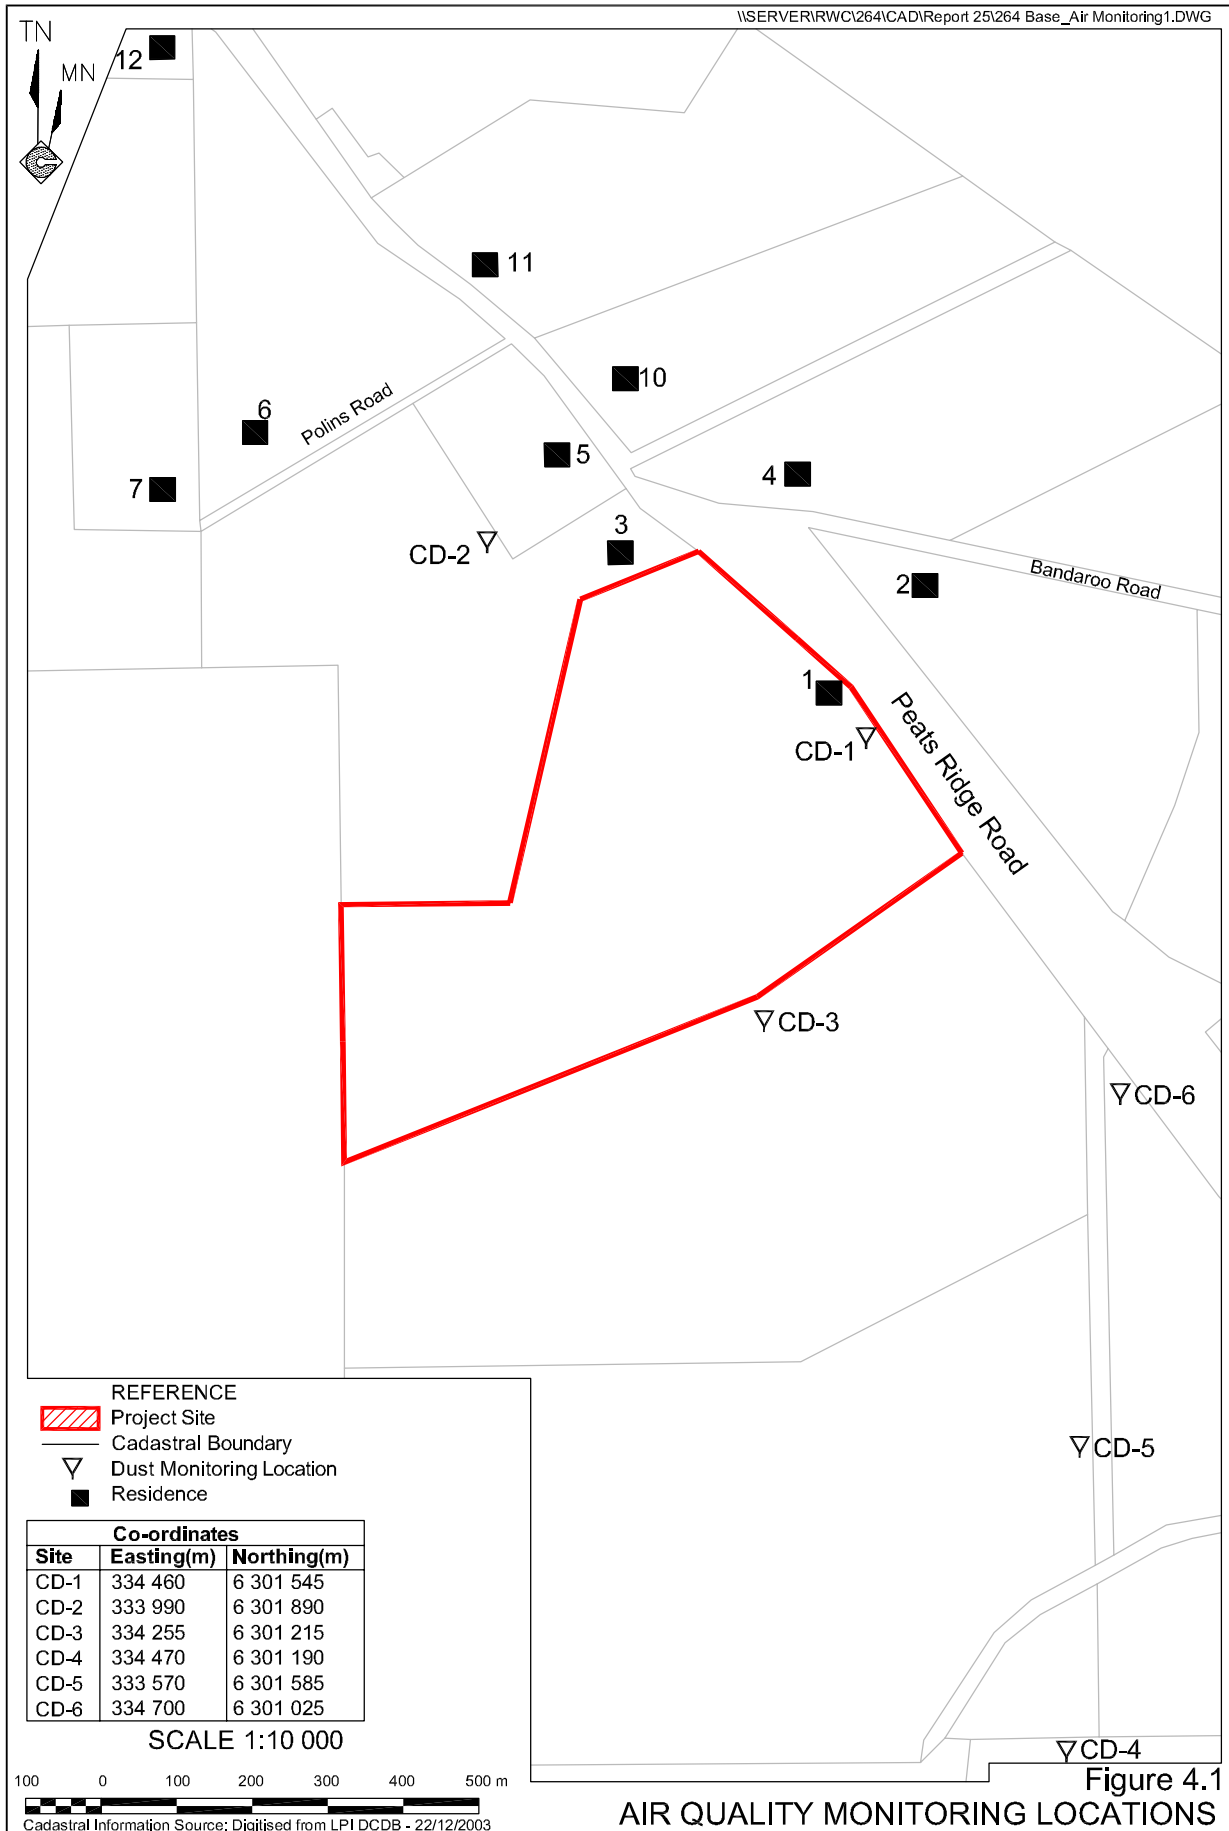 \\SERVER\RWC\264\CAD\Report 25\264 Base_Air Monitoring1.DWG
TN
MN
12
11
10
6
Polins Road
5
7
4
3
CD-2
2
Bandaroo Road
1
CD-1
Peats Ridge Road
CD-3
CD-6
CD-5
CD-4
REFERENCE
Project Site
Cadastral Boundary
Dust Monitoring Location
Residence
Co-ordinates
Site Easting(m) Northing(m)
CD-1 334 460 6 301 545
CD-2 333 990 6 301 890
CD-3 334 255 6 301 215
CD-4 334 470 6 301 190
CD-5 333 570 6 301 585
CD-6 334 700 6 301 025
SCALE 1:10 000
100 0 100 200 300 400 500 m
Cadastral Information Source: Digitised from LPI DCDB - 22/12/2003
Figure 4.1
AIR QUALITY MONITORING LOCATIONS